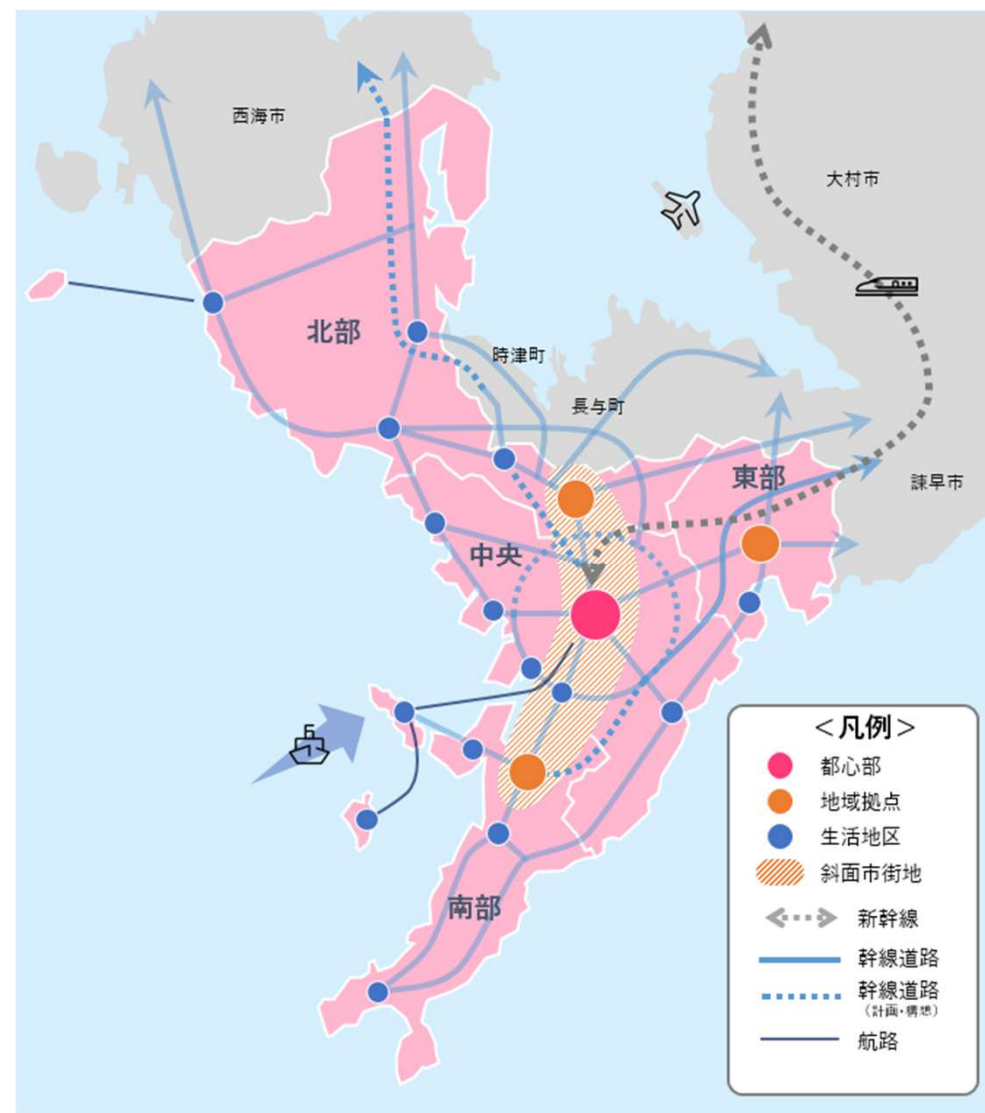 西海市
大村市
北部
時津町
長与町
東部
諫早市
中央
南部
＜凡例＞
都心部
地域拠点
生活地区
斜面市街地
新幹線
幹線道路
幹線道路
（計画・構想）
航路